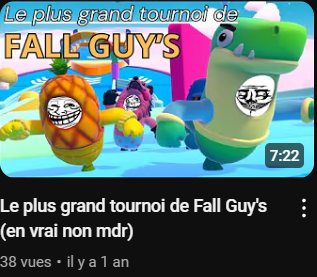 Le plus grand tournoi de
FALL GUY'S
7:22
Le plus grand tournoi de Fall Guy's
(en vrai non mdr)
38 vues • il y a 1 an